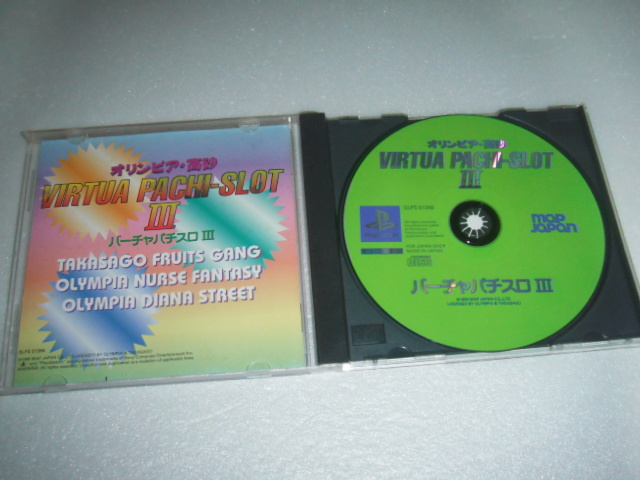 オリンピア・高砂
VIRTUA PACHI-SLOT
III
バーチャパチスロ III
TAKASAGO FRUITS GANG
OLYMPIA NURSE FANTASY
OLYMPIA DIANA STREET
オリンピア・高砂
VIRTUA PACHI-SLOT
III
map
Japan
バーチャパチスロ III